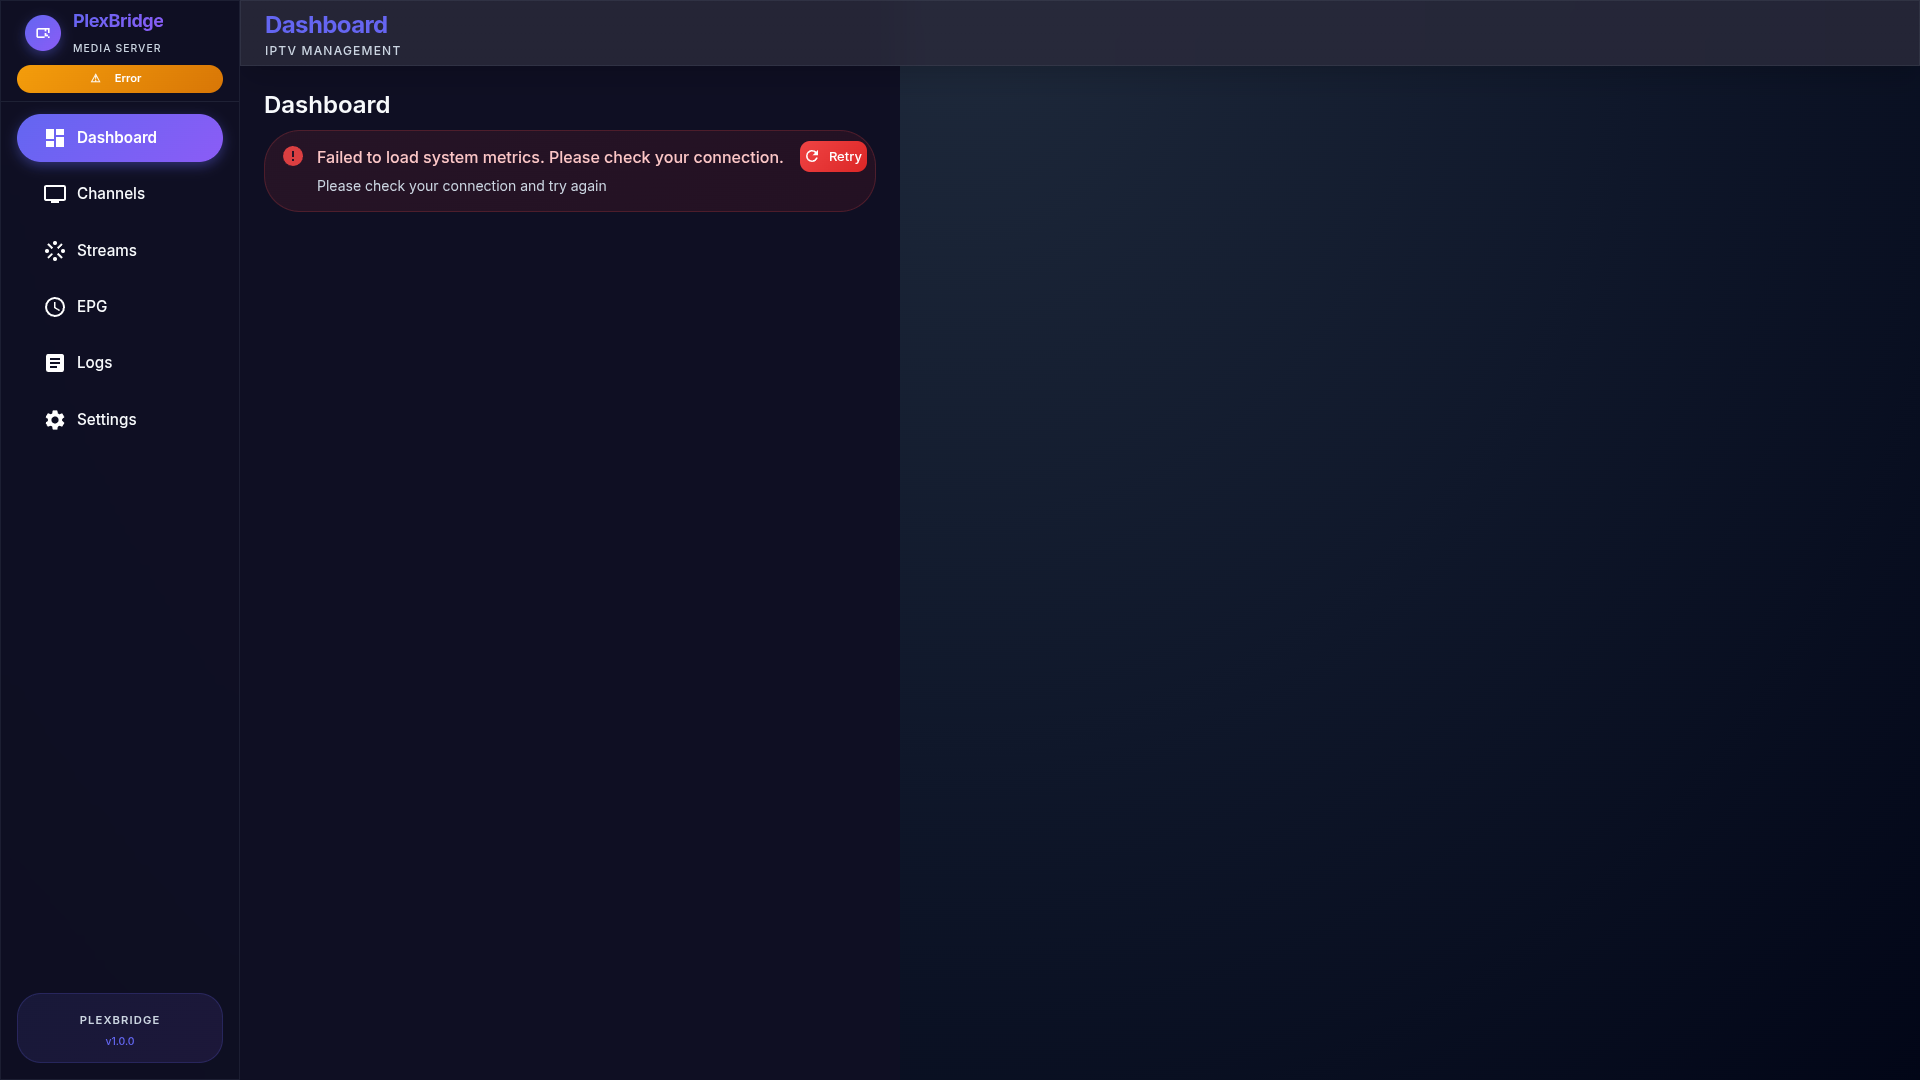 PlexBridge
MEDIA SERVER
⚠ Error
Dashboard
Channels
Streams
EPG
Logs
Settings
PLEXBRIDGE
v1.0.0
Dashboard
IPTV MANAGEMENT
Dashboard
Failed to load system metrics. Please check your connection.
Please check your connection and try again
Retry